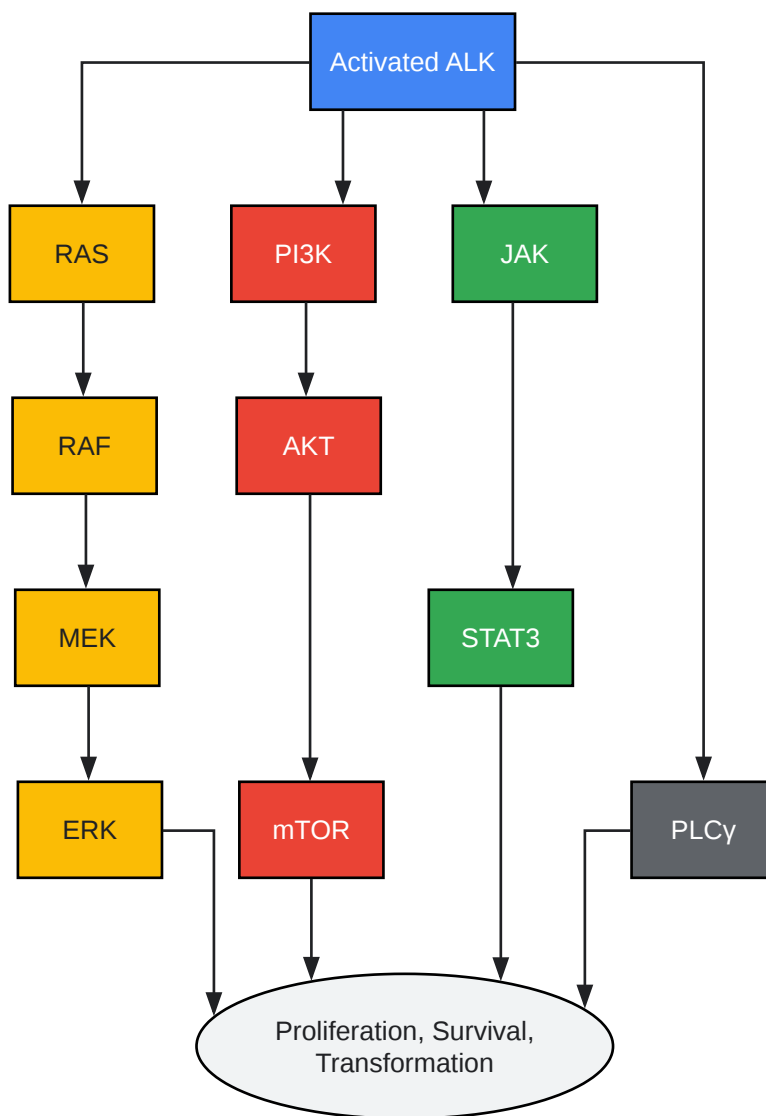 Activated ALK
RAS
PI3K
JAK
RAF
AKT
MEK
STAT3
ERK
mTOR
PLCγ
Proliferation, Survival,
Transformation